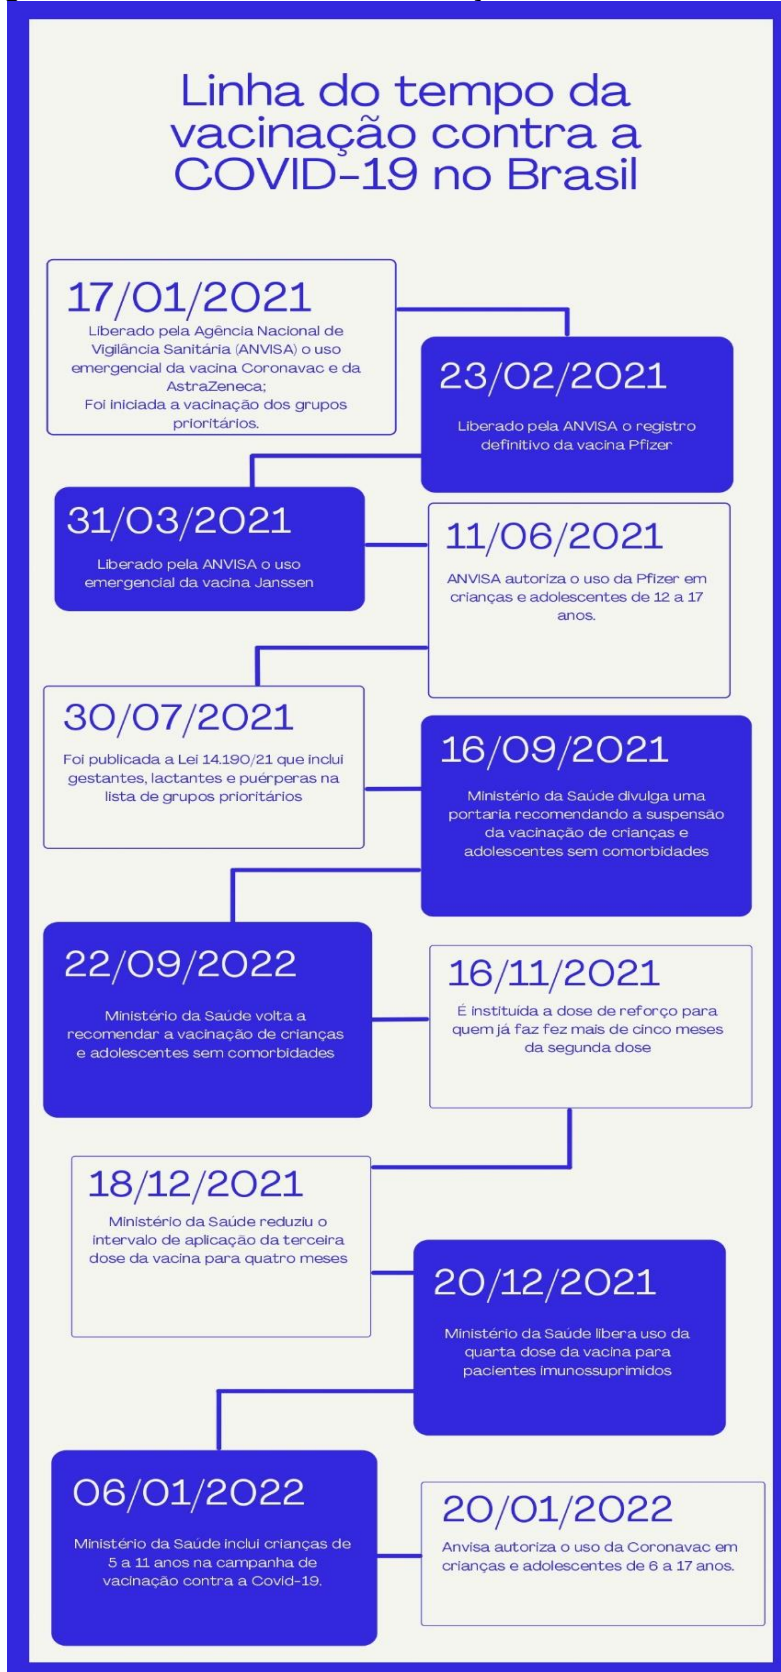 Linha do tempo da
vacinação contra a
COVID-19 no Brasil
17/01/2021
Liberado pela Agência Nacional de
Vigilância Sanitária (ANVISA) o uso
emergencial da vacina Coronavac e da
AstraZeneca;
Foi iniciada a vacinação dos grupos
prioritários.
23/02/2021
Liberado pela ANVISA o registro
definitivo da vacina Pfizer
31/03/2021
Liberado pela ANVISA o uso
emergencial da vacina Janssen
11/06/2021
ANVISA autoriza o uso da Pfizer em
crianças e adolescentes de 12 a 17
anos.
30/07/2021
Foi publicada a Lei 14.190/21 que inclui
gestantes, lactantes e puérperas na
lista de grupos prioritários
16/09/2021
Ministério da Saúde divulga uma
portaria recomendando a suspensão
da vacinação de crianças e
adolescentes sem comorbidades
22/09/2022
Ministério da Saúde volta a
recomendar a vacinação de crianças
e adolescentes sem comorbidades
16/11/2021
É instituída a dose de reforço para
quem já faz fez mais de cinco meses
da segunda dose
18/12/2021
Ministério da Saúde reduziu o
intervalo de aplicação da terceira
dose da vacina para quatro meses
20/12/2021
Ministério da Saúde libera uso da
quarta dose da vacina para
pacientes imunossuprimidos
06/01/2022
Ministério da Saúde inclui crianças de
5 a 11 anos na campanha de
vacinação contra a Covid-19.
20/01/2022
Anvisa autoriza o uso da Coronavac em
crianças e adolescentes de 6 a 17 anos.